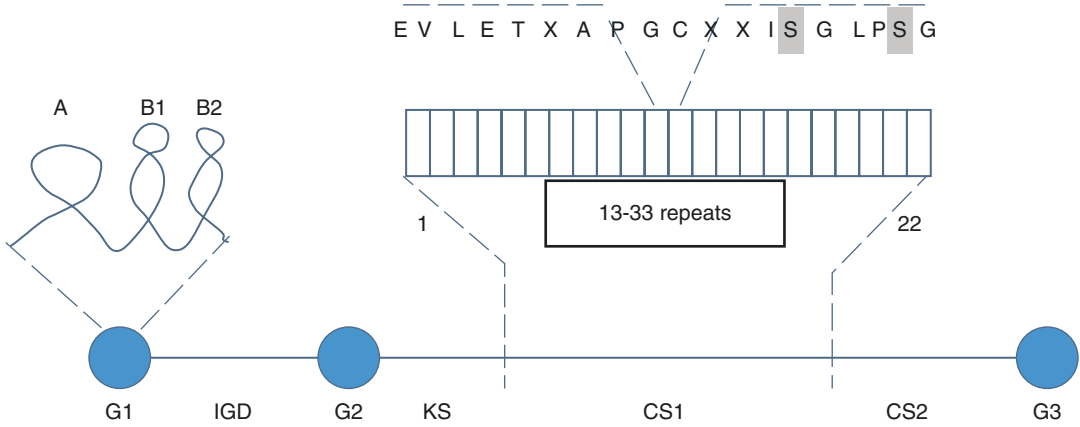 E V L E T X A P G C X X I S G L P S G
A B1 B2
13-33 repeats
1 22
G1 IGD G2 KS CS1 CS2 G3